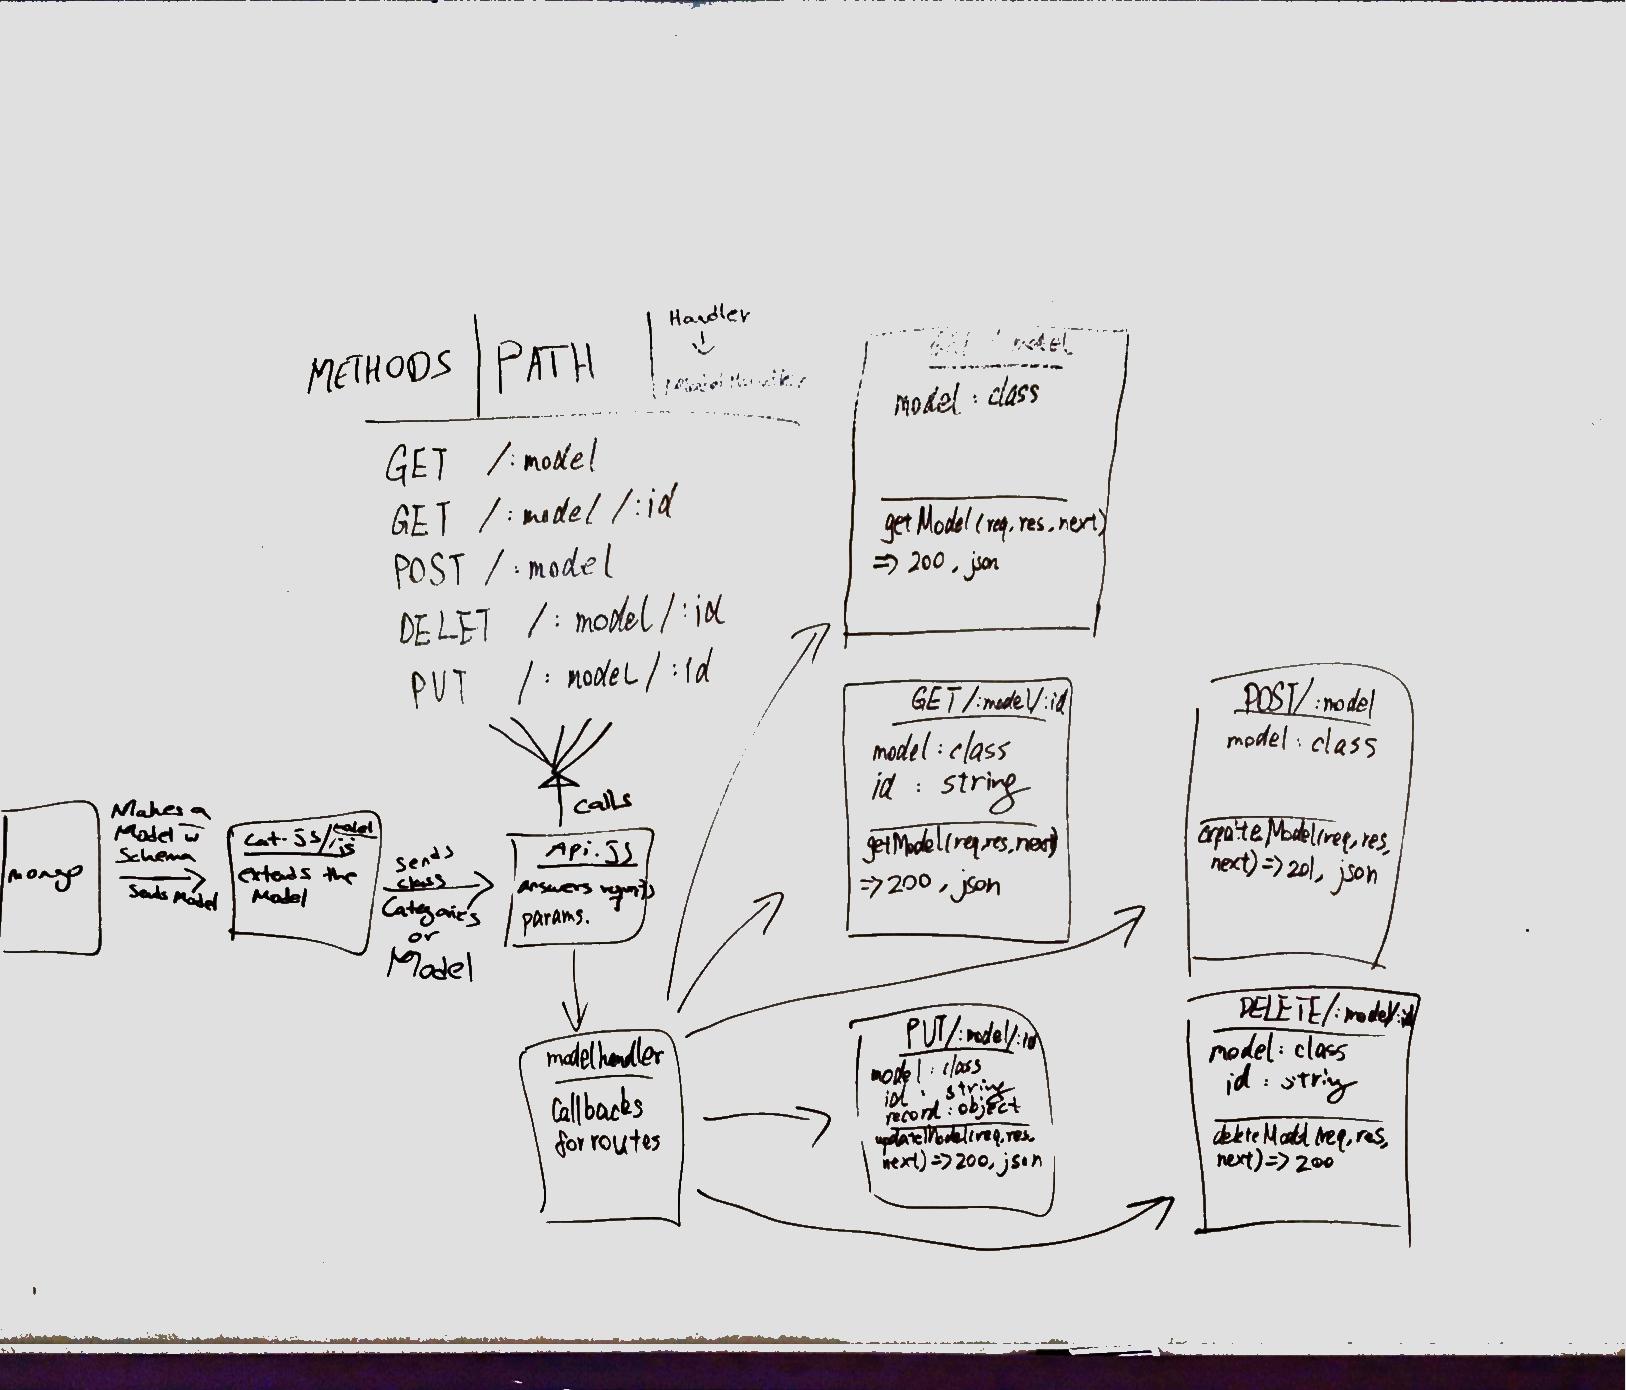 METHODS PATH Handler
GET /:model
GET /:model/:id
POST /:model
DELET /:model/:id
PUT /:model/:id
mongo
Makes a
Model w
Schema
Sends Model
Cat.js/
js
extends the
Model
sends
class
Categories
or
Model
calls
Api.js
answers
params.
modelhandler
Callbacks
for routes
/:model
model : class
getModel(req, res, next)
=> 200, json
GET/:model/:id
model : class
id : string
getModel(req, res, next)
=> 200, json
POST/:model
model : class
createModel(req, res,
next) => 201, json
PUT/:model/:id
model : class
id : string
record : object
updateModel(req, res,
next) => 200, json
DELETE/:model/:id
model : class
id : string
deleteModel(req, res,
next) => 200